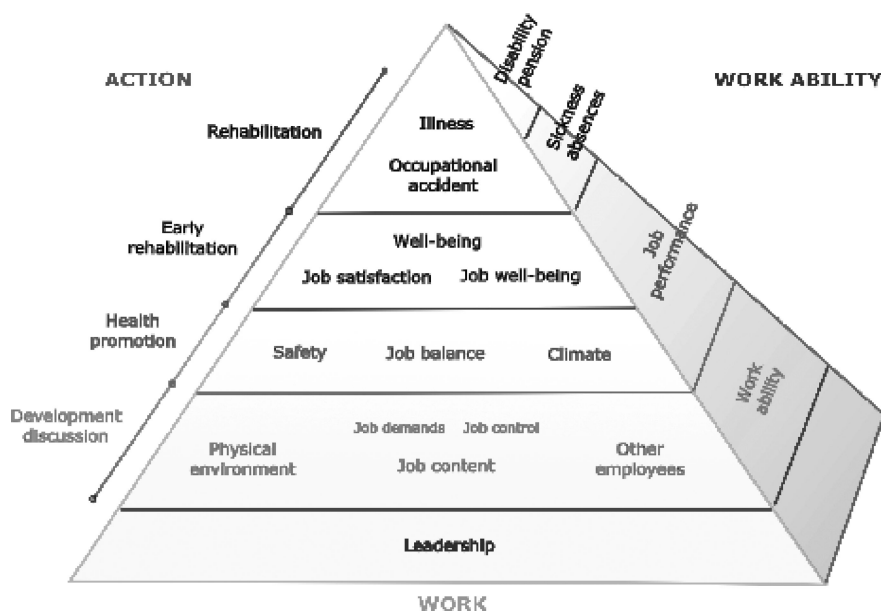 ACTION
WORK ABILITY
Disability
pension
Sickness
absences
Job
performance
Work
ability
Rehabilitation
Early
rehabilitation
Health
promotion
Development
discussion
Illness
Occupational
accident
Well-being
Job satisfaction Job well-being
Safety Job balance Climate
Job demands Job control
Physical
environment
Job content
Other
employees
Leadership
WORK